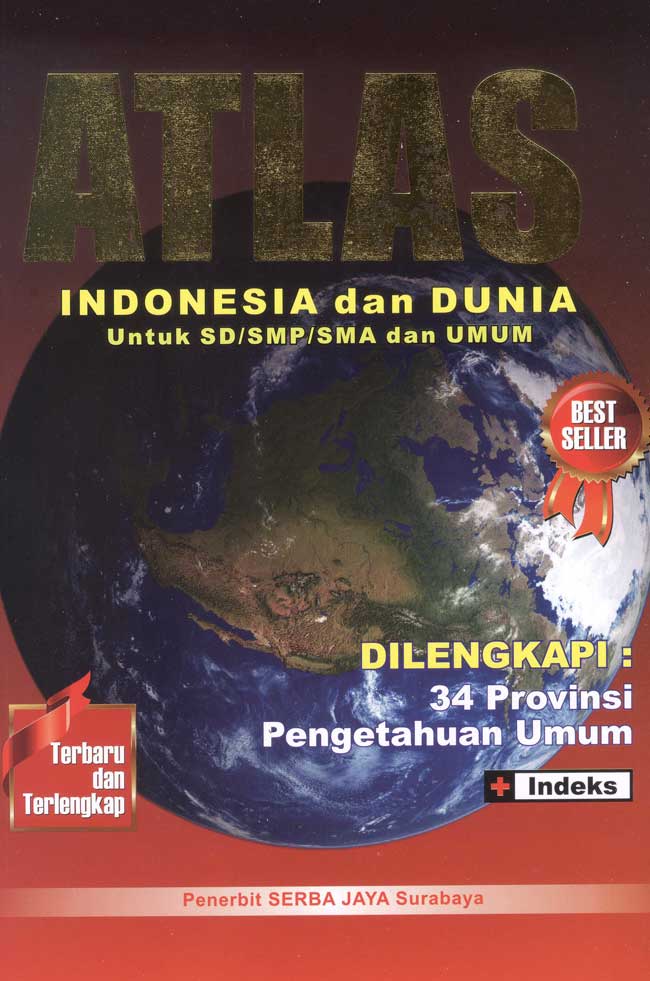 ATLAS
INDONESIA dan DUNIA
Untuk SD/SMP/SMA dan UMUM
BEST
SELLER
DILENGKAPI :
34 Provinsi
Pengetahuan Umum
+ Indeks
Terbaru
dan
Terlengkap
Penerbit SERBA JAYA Surabaya